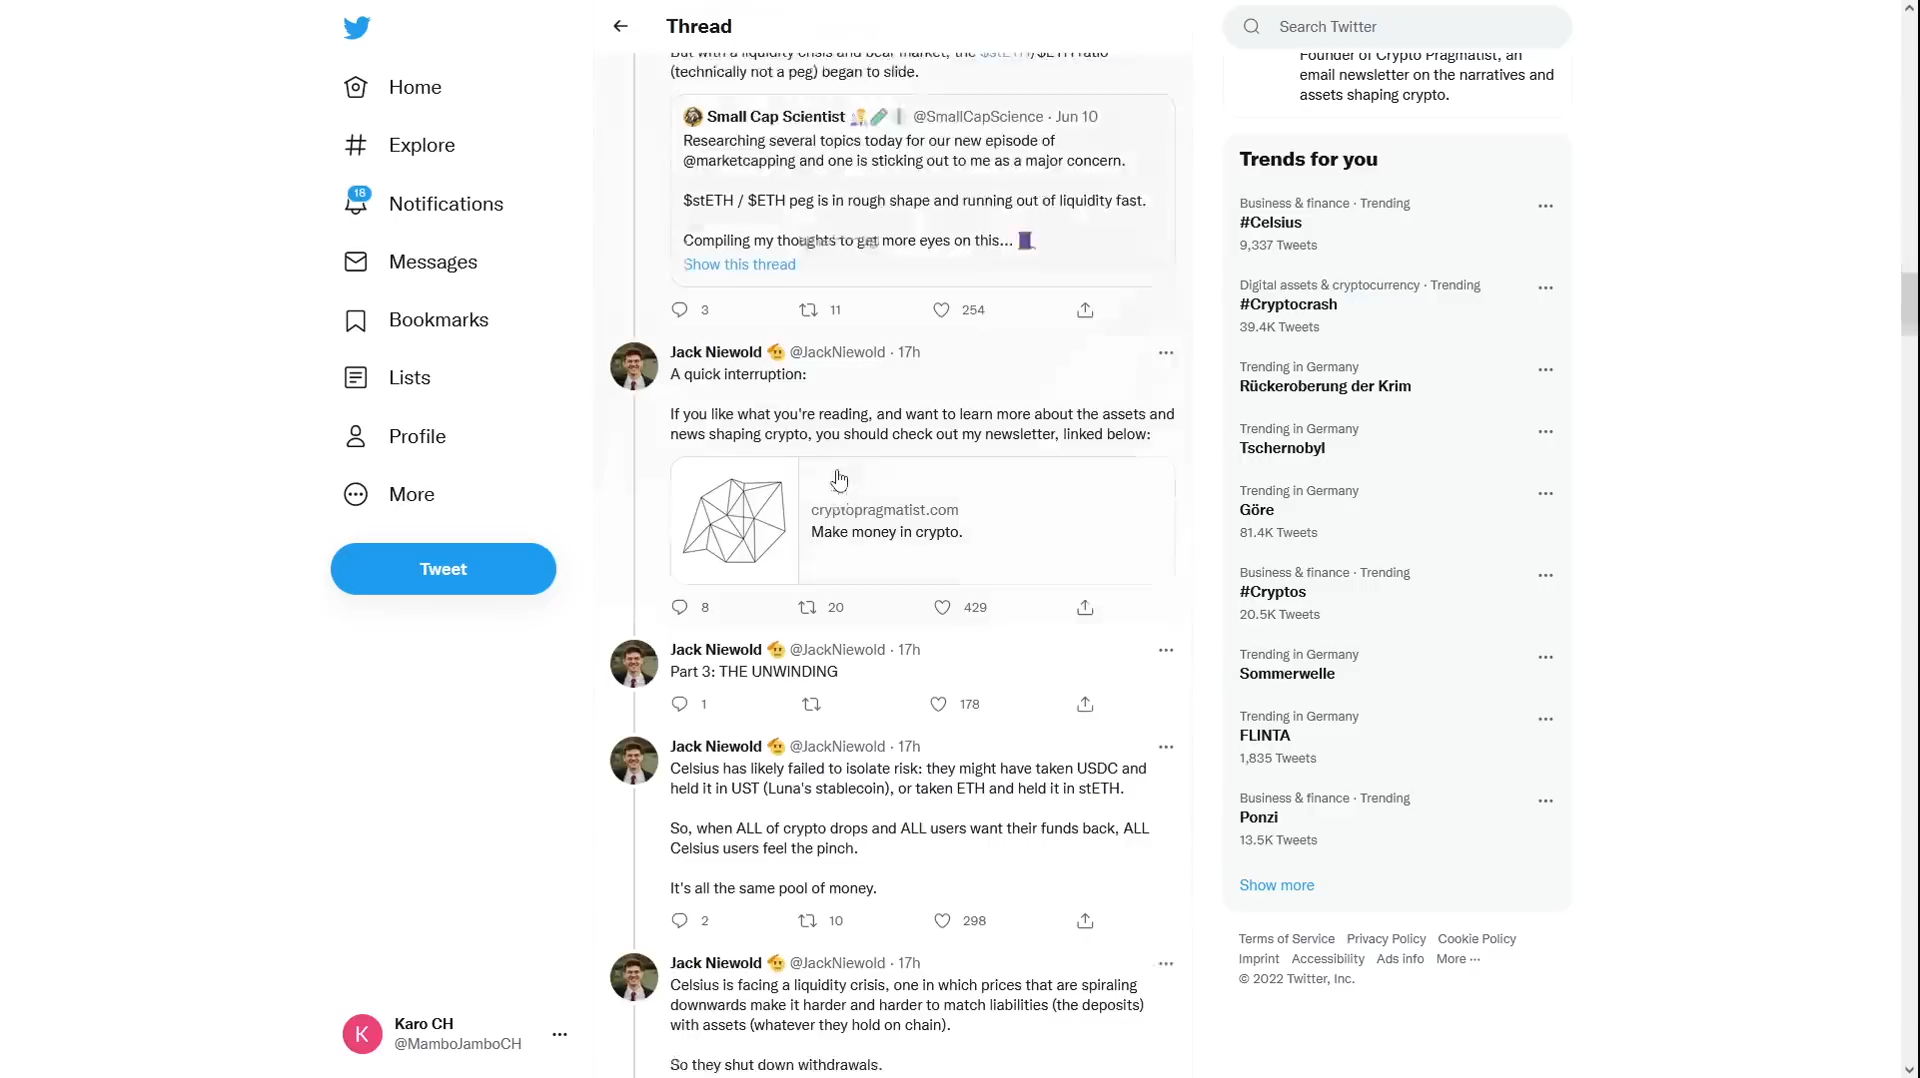 Home
Explore
18
Notifications
Messages
Bookmarks
Lists
Profile
More
Tweet
K
Karo CH
@MamboJamboCH
Thread
But with a liquidity crisis and bear market, the $stETH/$ETH ratio
(technically not a peg) began to slide.
Small Cap Scientist @SmallCapScience · Jun 10
Researching several topics today for our new episode of
@marketcapping and one is sticking out to me as a major concern.
$stETH / $ETH peg is in rough shape and running out of liquidity fast.
Compiling my thoughts to get more eyes on this...
Show this thread
3 11 254
Jack Niewold @JackNiewold · 17h
A quick interruption:
If you like what you're reading, and want to learn more about the assets and
news shaping crypto, you should check out my newsletter, linked below:
cryptopragmatist.com
Make money in crypto.
8 20 429
Jack Niewold @JackNiewold · 17h
Part 3: THE UNWINDING
1 178
Jack Niewold @JackNiewold · 17h
Celsius has likely failed to isolate risk: they might have taken USDC and
held it in UST (Luna's stablecoin), or taken ETH and held it in stETH.
So, when ALL of crypto drops and ALL users want their funds back, ALL
Celsius users feel the pinch.
It's all the same pool of money.
2 10 298
Jack Niewold @JackNiewold · 17h
Celsius is facing a liquidity crisis, one in which prices that are spiraling
downwards make it harder and harder to match liabilities (the deposits)
with assets (whatever they hold on chain).
So they shut down withdrawals.
Search Twitter
Founder of Crypto Pragmatist, an
email newsletter on the narratives and
assets shaping crypto.
Trends for you
Business & finance · Trending
#Celsius
9,337 Tweets
Digital assets & cryptocurrency · Trending
#Cryptocrash
39.4K Tweets
Trending in Germany
Rückeroberung der Krim
Trending in Germany
Tschernobyl
Trending in Germany
Göre
81.4K Tweets
Business & finance · Trending
#Cryptos
20.5K Tweets
Trending in Germany
Sommerwelle
Trending in Germany
FLINTA
1,835 Tweets
Business & finance · Trending
Ponzi
13.5K Tweets
Show more
Terms of Service Privacy Policy Cookie Policy
Imprint Accessibility Ads info More ···
© 2022 Twitter, Inc.